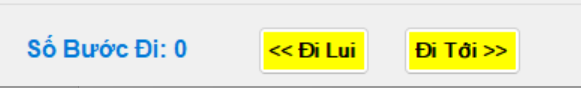 Số Bước Đi: 0 << Đi Lui Đi Tới >>